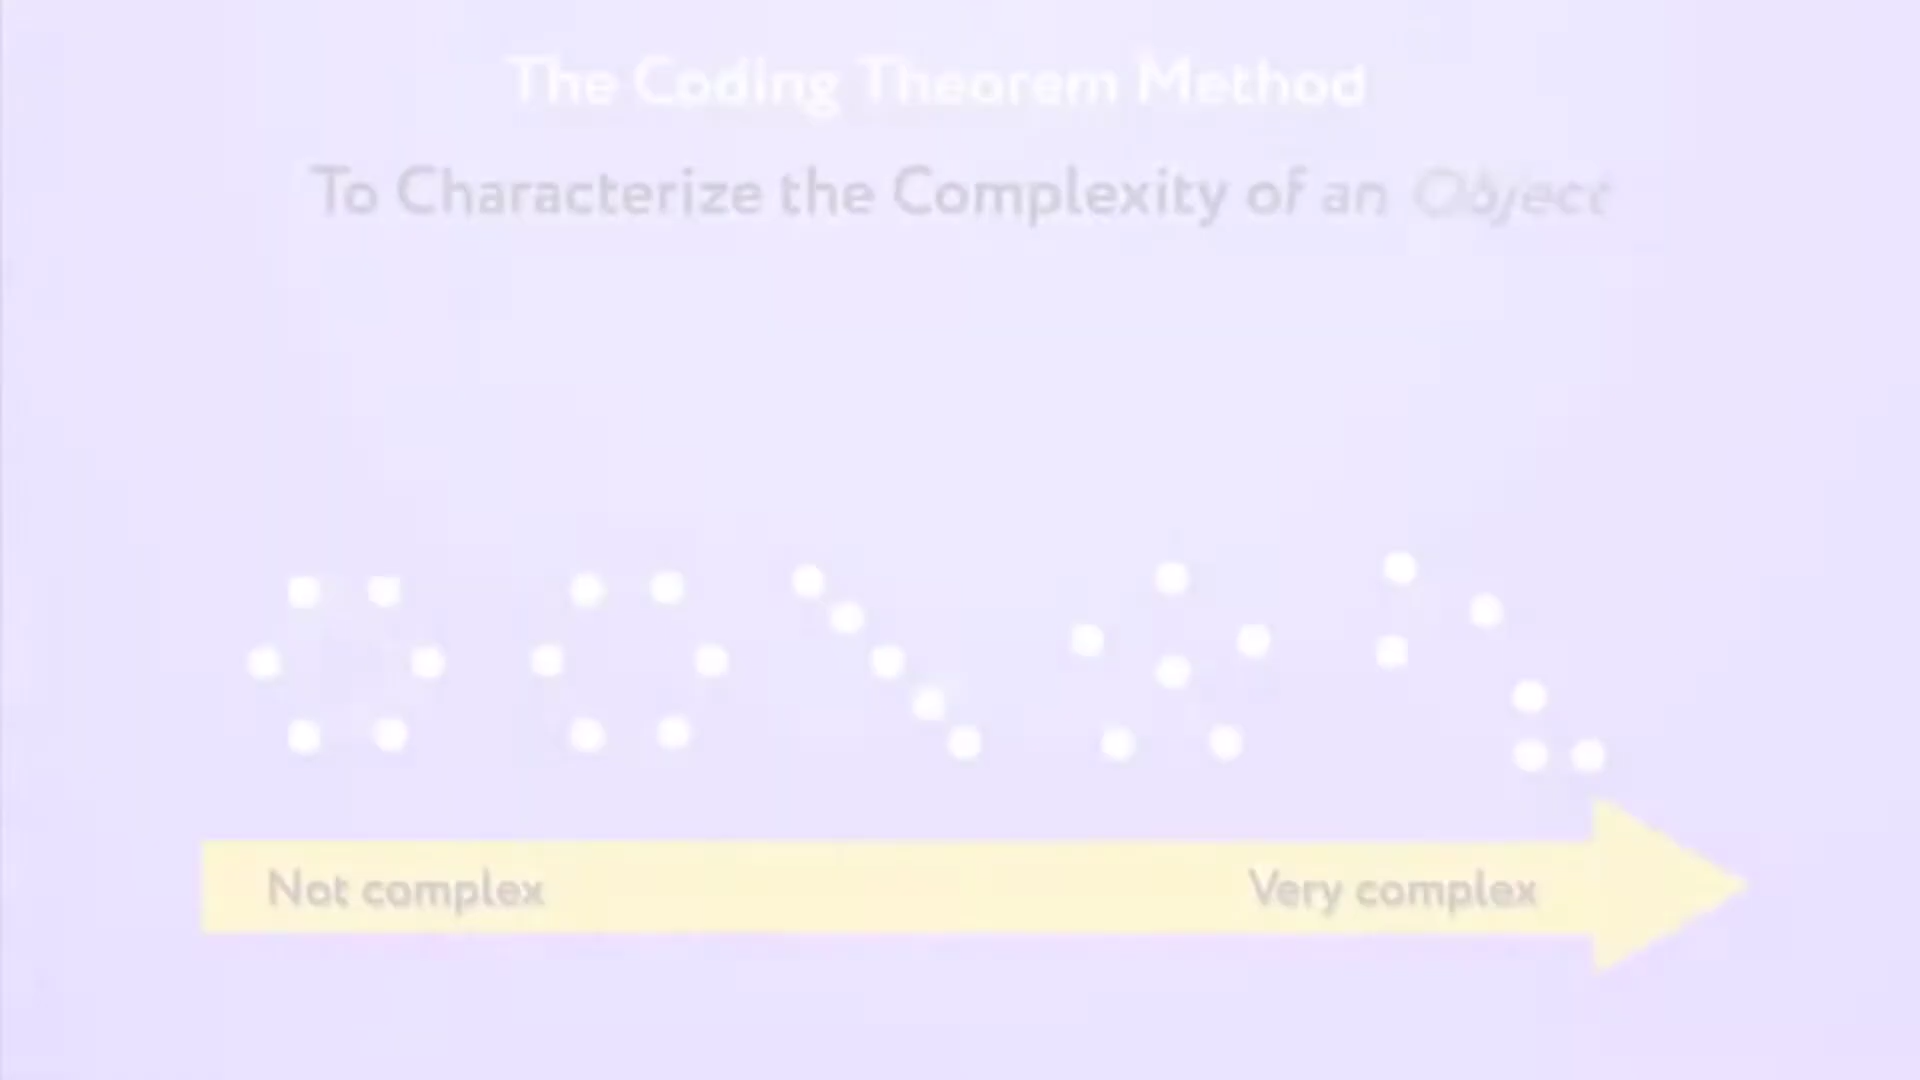 The Coding Theorem Method
To Characterize the Complexity of an Object
Not complex
Very complex